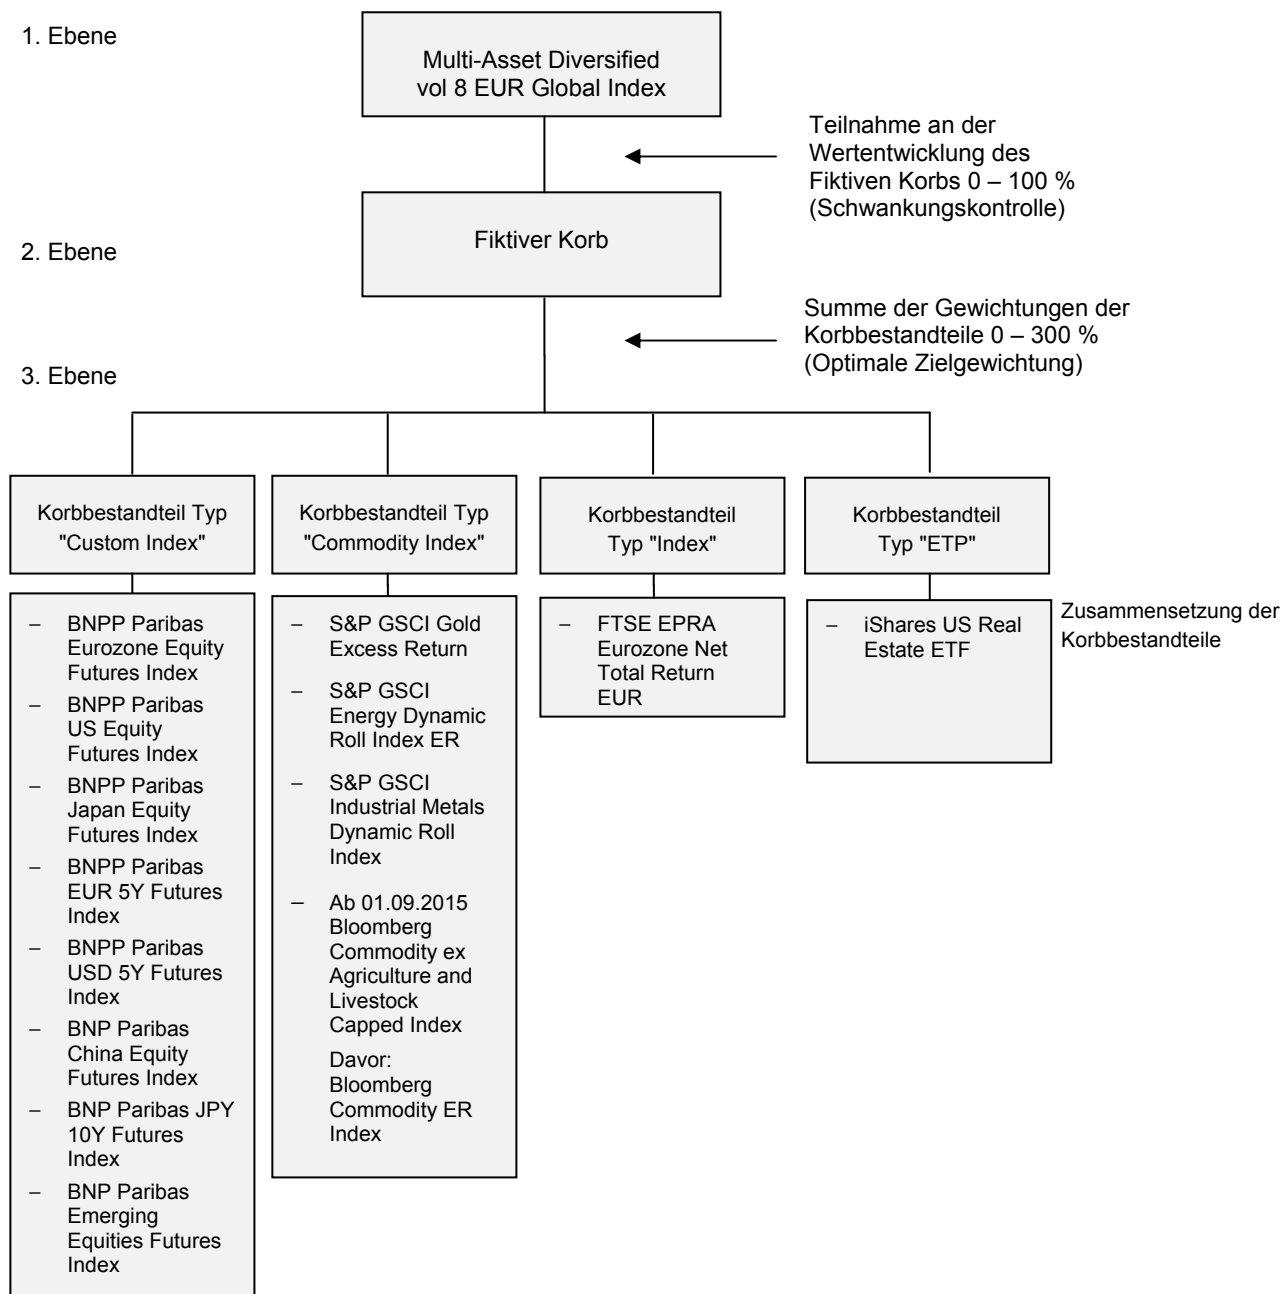 1. Ebene
Multi-Asset Diversified
vol 8 EUR Global Index
Teilnahme an der
Wertentwicklung des
Fiktiven Korbs 0 – 100 %
(Schwankungskontrolle)
2. Ebene
Fiktiver Korb
Summe der Gewichtungen der
Korbbestandteile 0 – 300 %
(Optimale Zielgewichtung)
3. Ebene
Korbbestandteil Typ
"Custom Index"
Korbbestandteil Typ
"Commodity Index"
Korbbestandteil
Typ "Index"
Korbbestandteil
Typ "ETP"
– BNPP Paribas
Eurozone Equity
Futures Index
– BNPP Paribas
US Equity
Futures Index
– BNPP Paribas
Japan Equity
Futures Index
– BNPP Paribas
EUR 5Y Futures
Index
– BNPP Paribas
USD 5Y Futures
Index
– BNP Paribas
China Equity
Futures Index
– BNP Paribas JPY
10Y Futures
Index
– BNP Paribas
Emerging
Equities Futures
Index
– S&P GSCI Gold
Excess Return
– S&P GSCI
Energy Dynamic
Roll Index ER
– S&P GSCI
Industrial Metals
Dynamic Roll
Index
– Ab 01.09.2015
Bloomberg
Commodity ex
Agriculture and
Livestock
Capped Index
Davor:
Bloomberg
Commodity ER
Index
– FTSE EPRA
Eurozone Net
Total Return
EUR
– iShares US Real
Estate ETF
Zusammensetzung der
Korbbestandteile